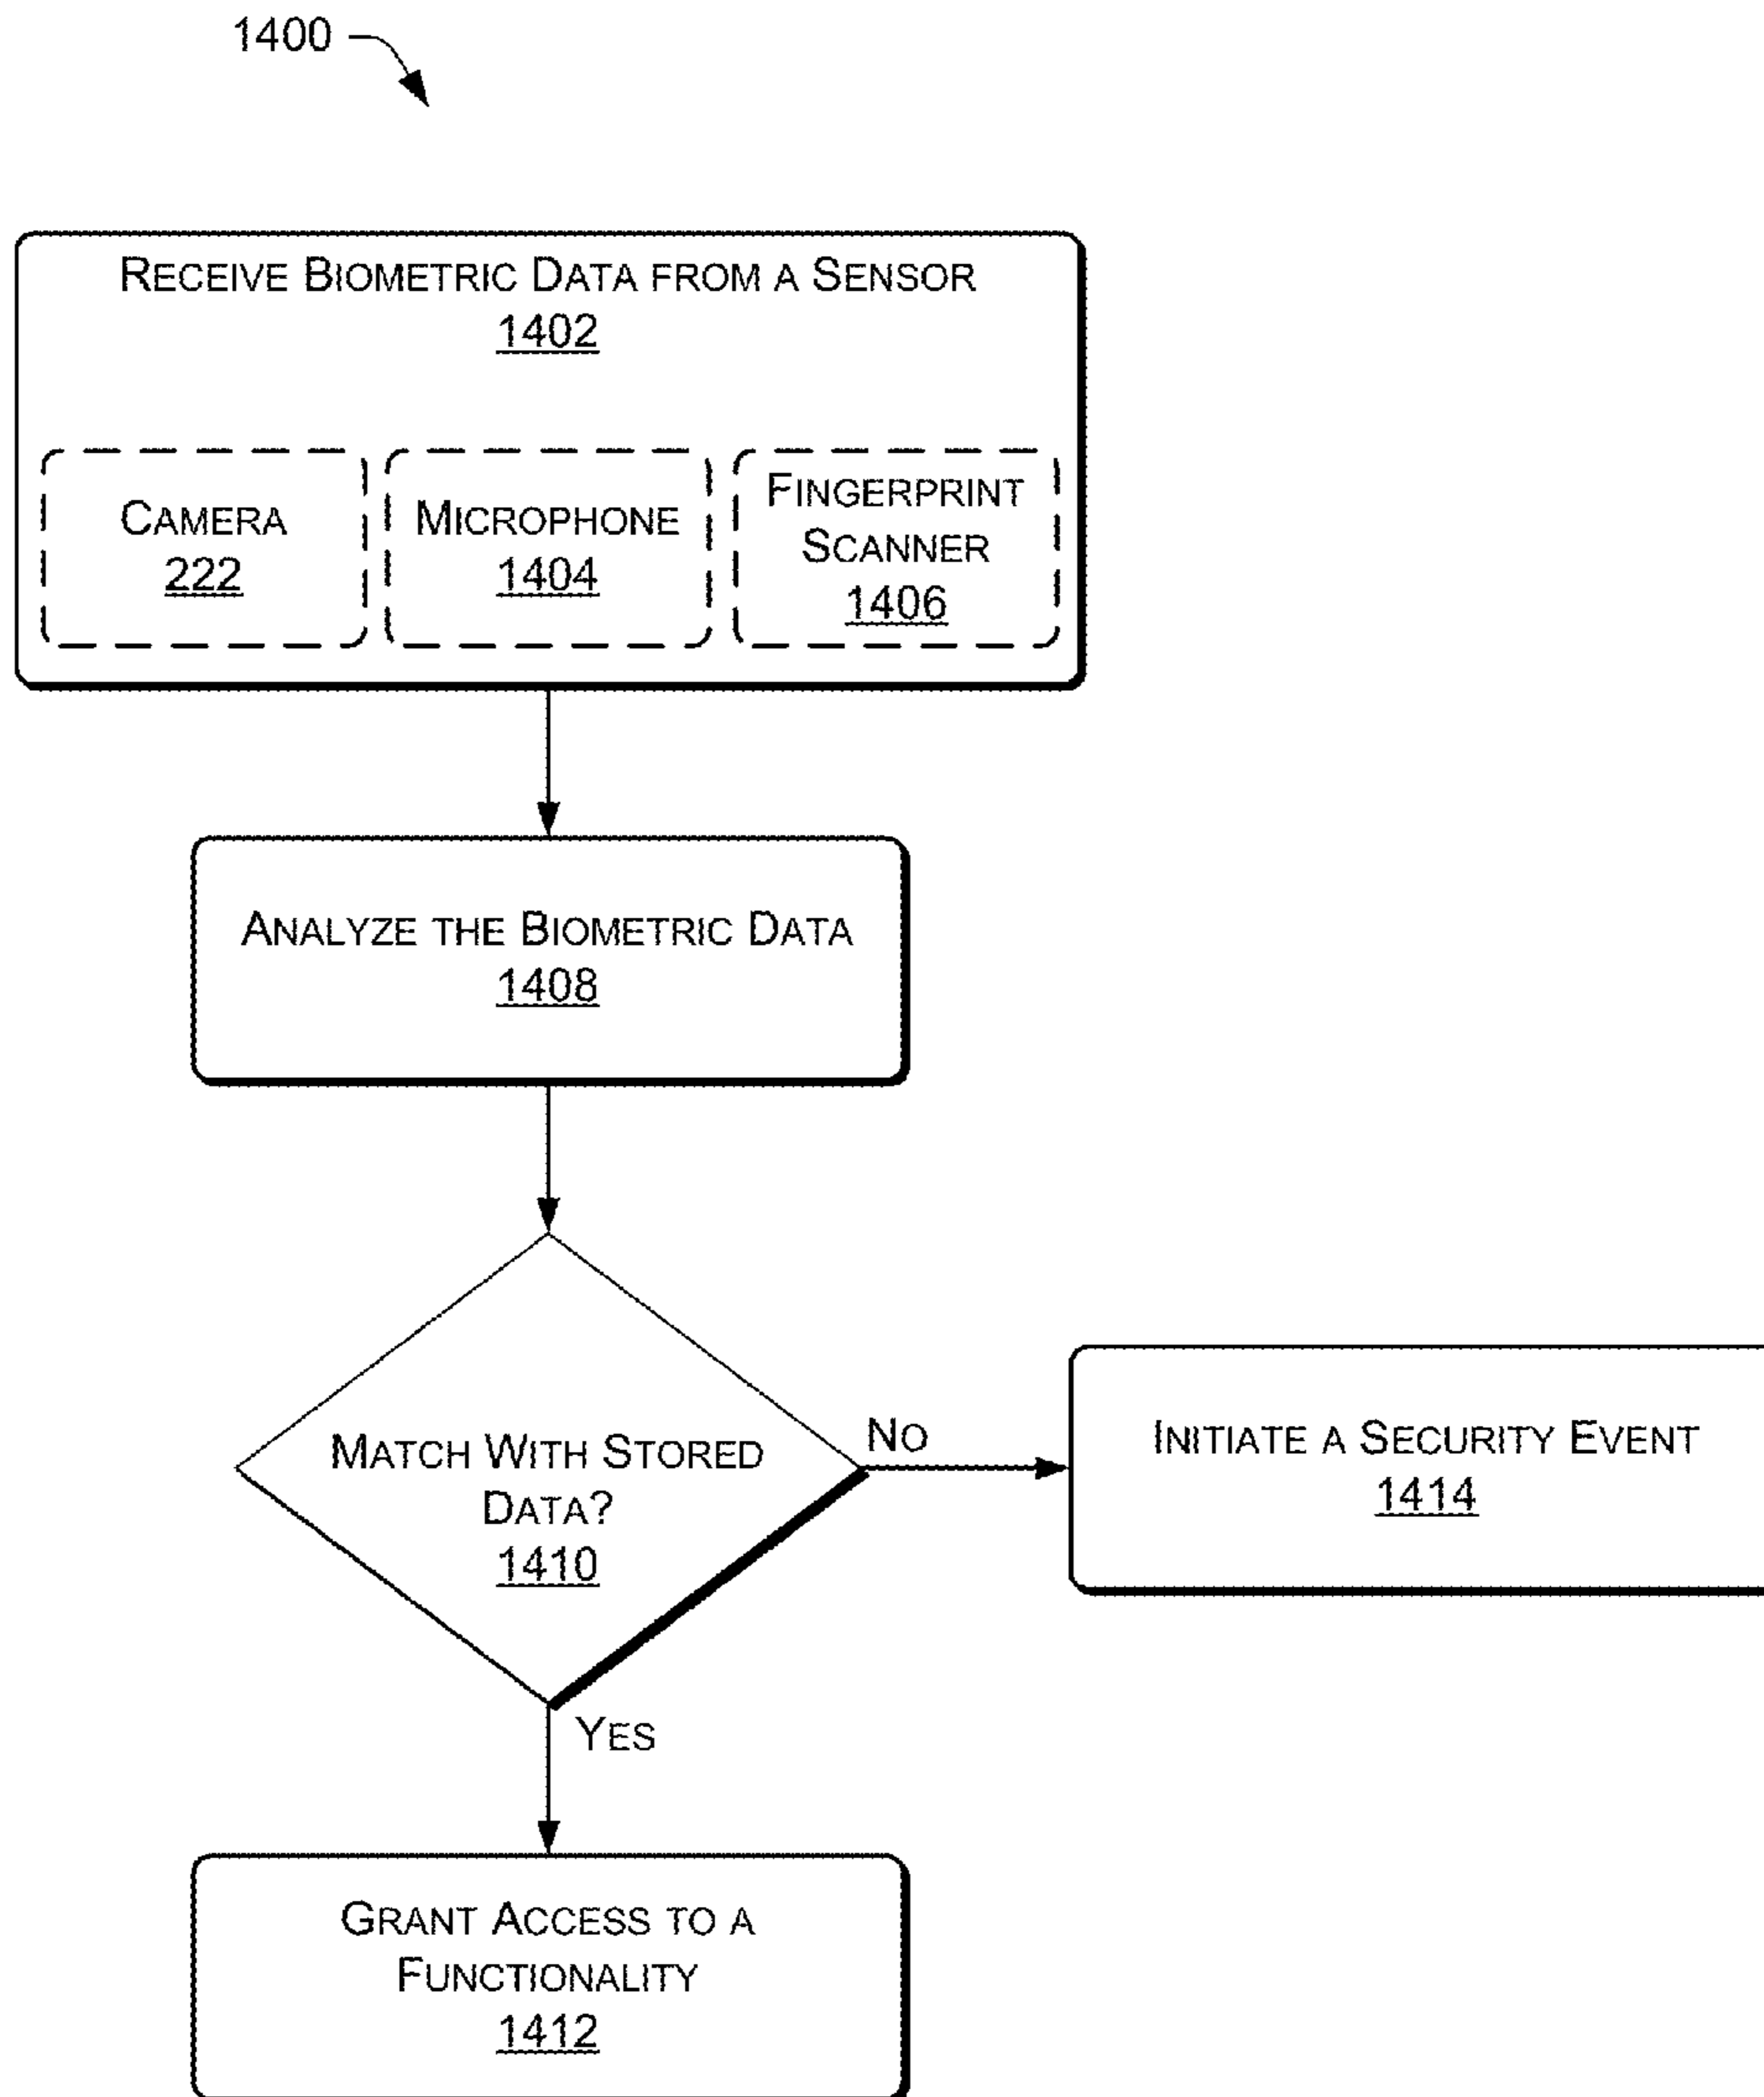 1400
RECEIVE BIOMETRIC DATA FROM A SENSOR
1402
CAMERA
222
MICROPHONE
1404
FINGERPRINT
SCANNER
1406
ANALYZE THE BIOMETRIC DATA
1408
MATCH WITH STORED
DATA?
1410
NO
INITIATE A SECURITY EVENT
1414
YES
GRANT ACCESS TO A
FUNCTIONALITY
1412